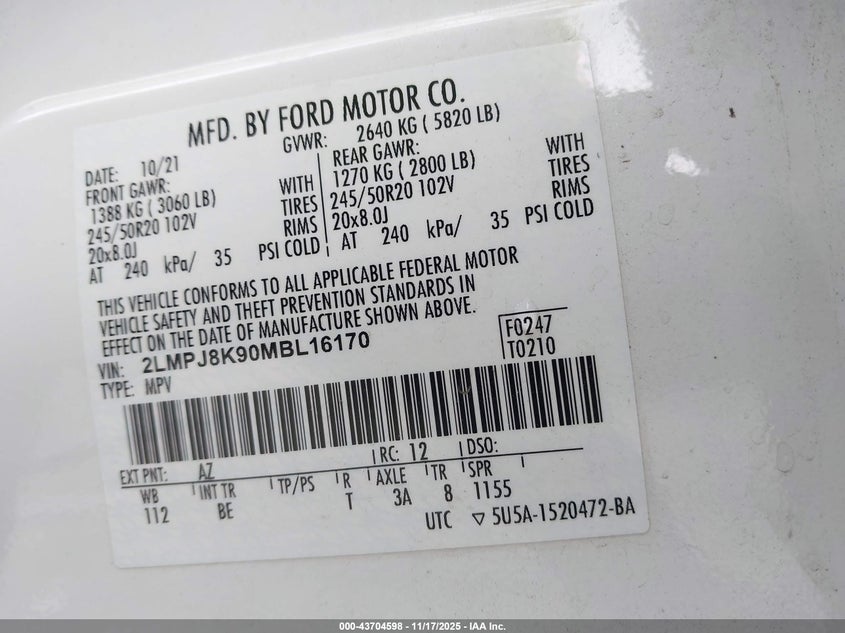 MFD. BY FORD MOTOR CO.
DATE: 10/21 GVWR: 2640 KG ( 5820 LB)
FRONT GAWR: REAR GAWR:
1388 KG ( 3060 LB) WITH 1270 KG ( 2800 LB) WITH
245/50R20 102V TIRES 245/50R20 102V TIRES
20x8.0J RIMS 20x8.0J RIMS
AT 240 kPa/ 35 PSI COLD AT 240 kPa/ 35 PSI COLD
THIS VEHICLE CONFORMS TO ALL APPLICABLE FEDERAL MOTOR
VEHICLE SAFETY AND THEFT PREVENTION STANDARDS IN
EFFECT ON THE DATE OF MANUFACTURE SHOWN ABOVE.
VIN: 2LMPJ8K90MBL16170 F0247
TYPE: MPV T0210
EXT PNT: AZ RC: 12 DSO:
WB INT TR TP/PS R AXLE TR SPR
112 BE T 3A 8 1155
UTC ▽ 5U5A-1520472-BA
000-43704598 - 11/17/2025 - IAA Inc.